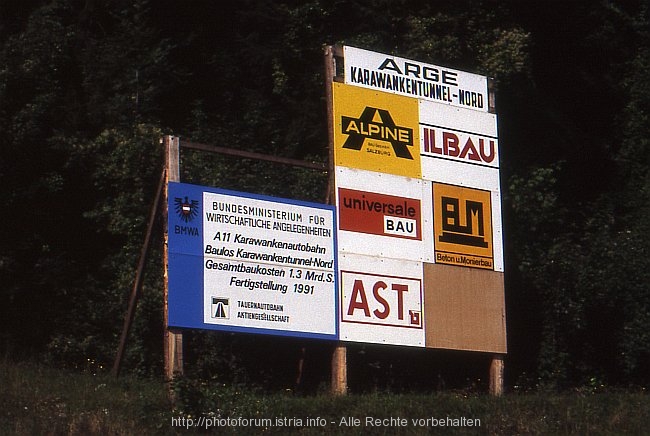 ARGE
KARAWANKENTUNNEL-NORD
ALPINE
SALZBURG
ILBAU
universale
BAU
BUM
Beton u. Monierbau
AST
BMWA
BUNDESMINISTERIUM FÜR
WIRTSCHAFTLICHE ANGELEGENHEITEN
A11 Karawankenautobahn
Baulos Karawankentunnel-Nord
Gesamtbaukosten 1.3 Mrd.S.
Fertigstellung 1991
TAUERNAUTOBAHN
AKTIENGESELLSCHAFT
http://photoforum.istria.info - Alle Rechte vorbehalten